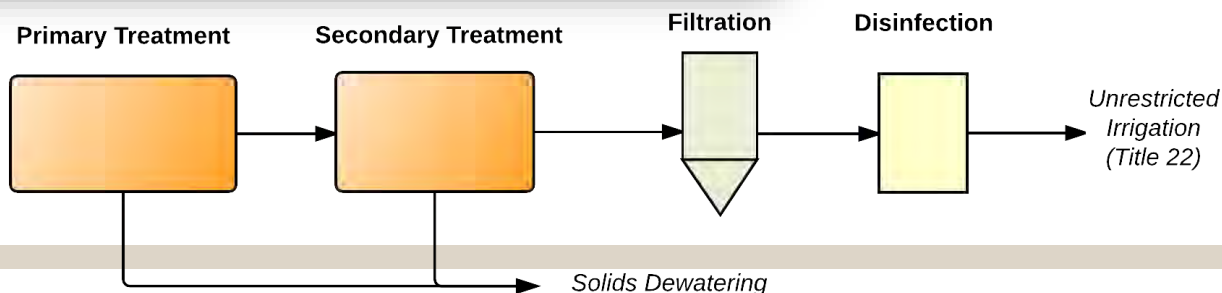 Primary Treatment
Secondary Treatment
Filtration
Disinfection
Unrestricted
Irrigation
(Title 22)
Solids Dewatering